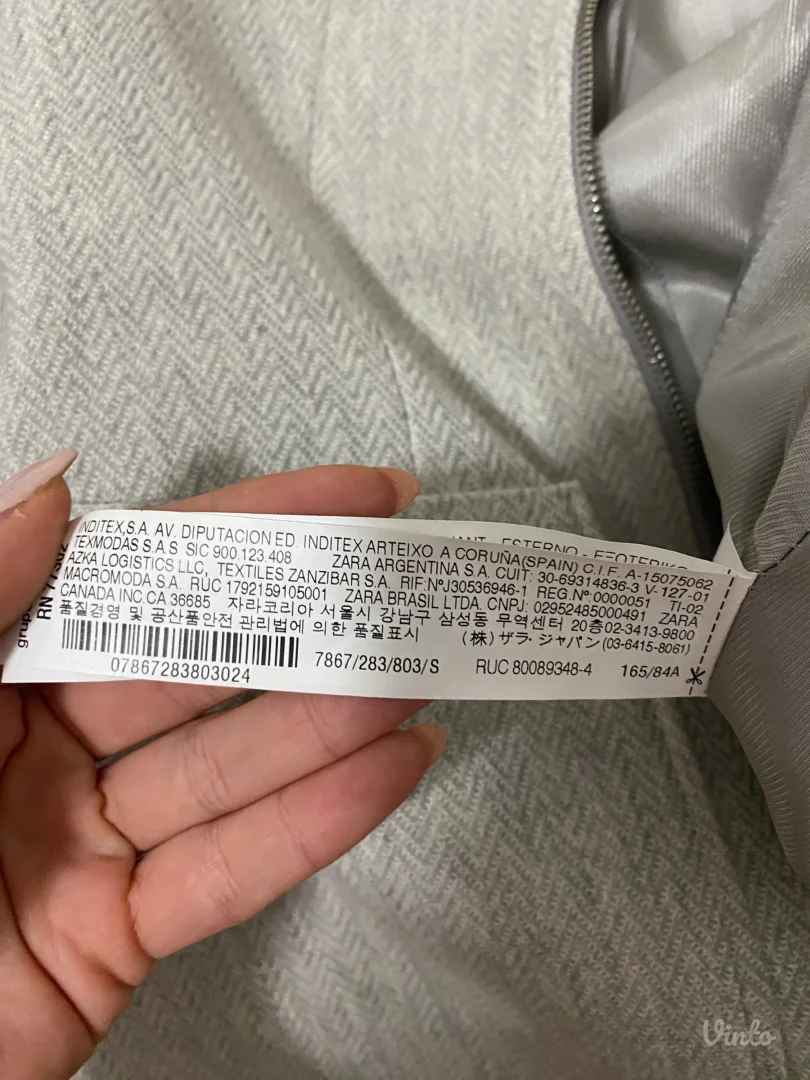 INDITEX,S.A. AV. DIPUTACION ED. INDITEX ARTEIXO A CORUÑA(SPAIN) C.I.F. A-15075062
TEXMODAS S.A.S SIC 900.123.408 ZARA ARGENTINA S.A. CUIT: 30-69314836-3 V-127-01
AZKA LOGISTICS LLC, TEXTILES ZANZIBAR S.A. RIF:NºJ30536946-1 REG.Nº:0000051 TI-02
MACROMODA S.A. RUC 1792159105001 ZARA BRASIL LTDA. CNPJ: 02952485000491 ZARA
CANADA INC.CA 36685 자라코리아 서울시 강남구 삼성동 무역센터 20층02-3413-9800
품질경영 및 공산품안전 관리법에 의한 품질표시 (株) ザラ・ジャパン(03-6415-8061)
07867283803024 7867/283/803/S RUC 80089348-4 165/84A
ESTERNO -
RN 77302
Vinto